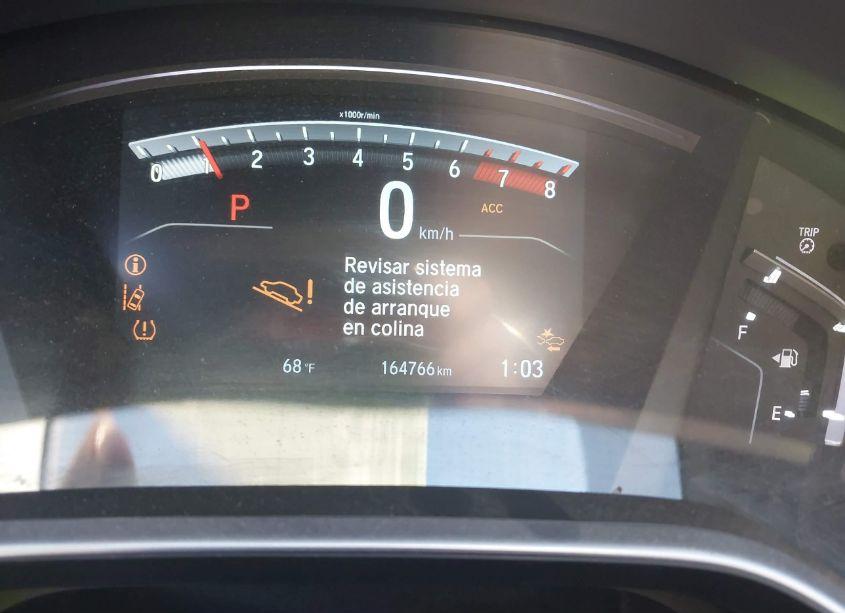 x1000r/min
0 1 2 3 4 5 6 7 8
P 0 km/h ACC
TRIP
Revisar sistema
de asistencia
de arranque
en colina
F
E
68 °F 164766 km 1:03